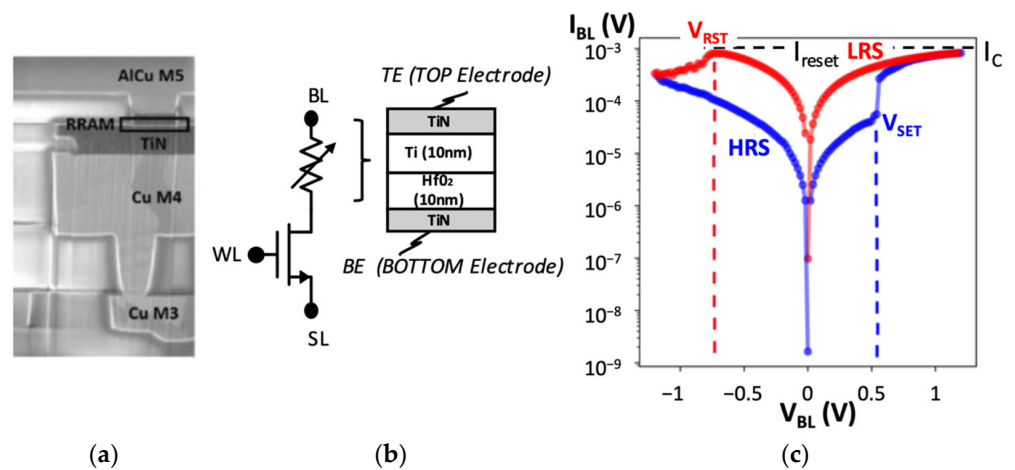 AlCu M5
RRAM
TiN
Cu M4
Cu M3
(a)
TE (TOP Electrode)
BL
TiN
Ti (10nm)
Hf0₂
(10nm)
TiN
WL
BE (BOTTOM Electrode)
SL
(b)
I_BL (V)
V_RST
I_reset
LRS
I_C
HRS
V_SET
10⁻³
10⁻⁴
10⁻⁵
10⁻⁶
10⁻⁷
10⁻⁸
10⁻⁹
−1
−0.5
0
0.5
1
V_BL (V)
(c)